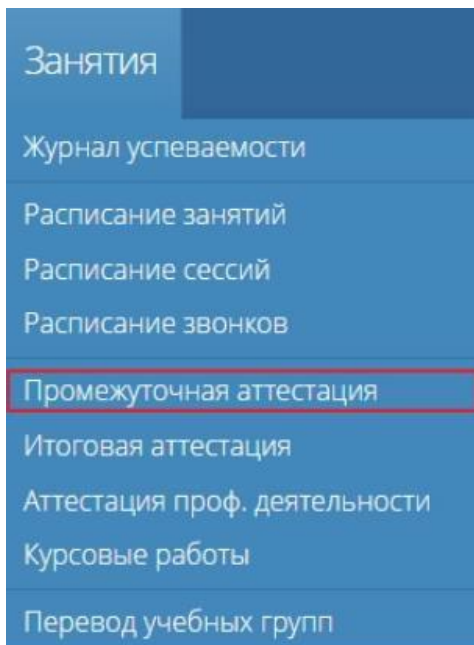 Занятия
Журнал успеваемости
Расписание занятий
Расписание сессий
Расписание звонков
Промежуточная аттестация
Итоговая аттестация
Аттестация проф. деятельности
Курсовые работы
Перевод учебных групп